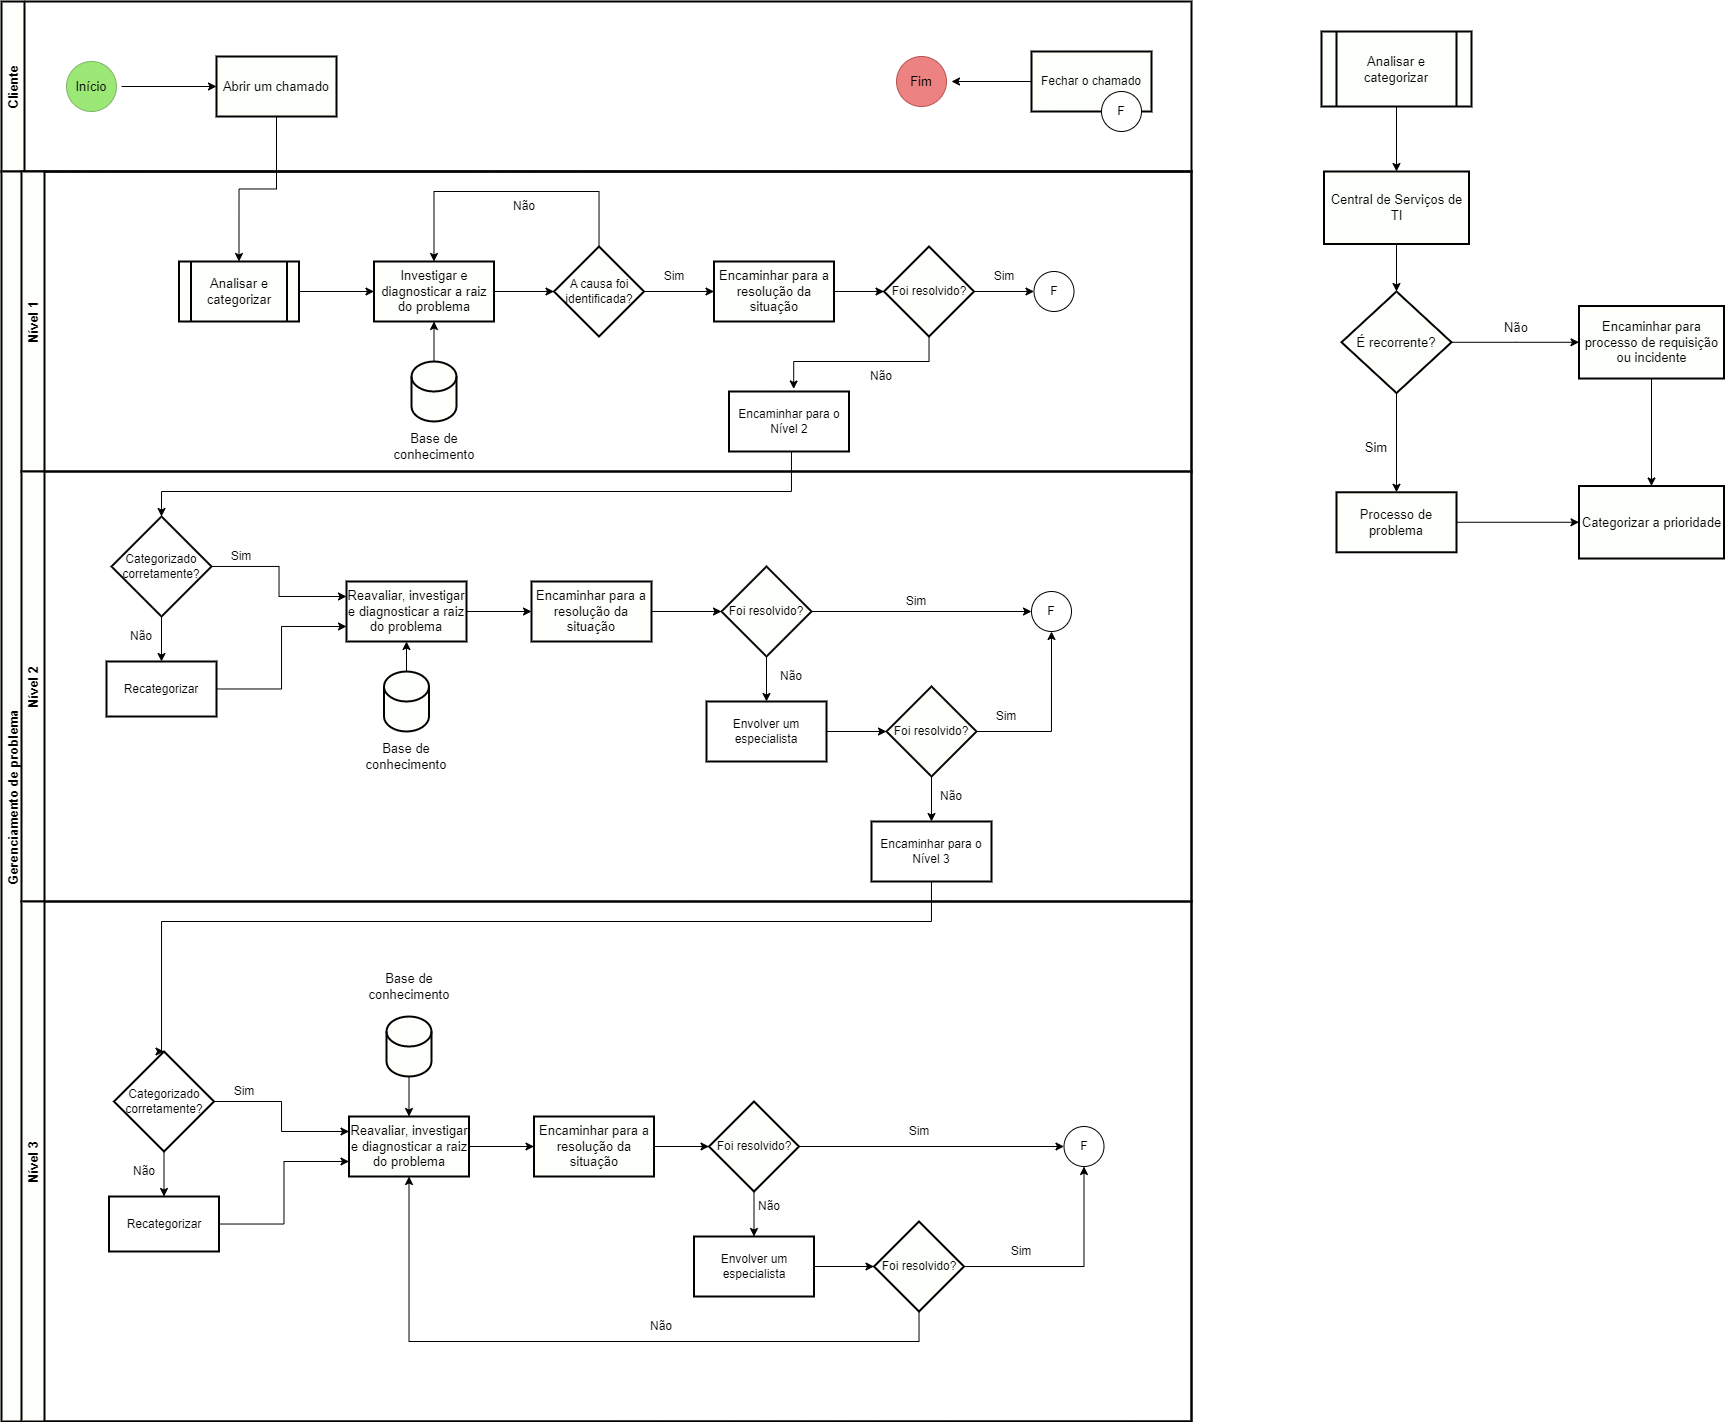 Cliente
Início
Abrir um chamado
Fim
Fechar o chamado
F
Gerenciamento de problema
Nível 1
Não
Analisar e
categorizar
Investigar e
diagnosticar a raiz
do problema
A causa foi
identificada?
Sim
Encaminhar para a
resolução da
situação
Foi resolvido?
Sim
F
Não
Base de
conhecimento
Encaminhar para o
Nível 2
Nível 2
Categorizado
corretamente?
Sim
Não
Recategorizar
Reavaliar, investigar
e diagnosticar a raiz
do problema
Base de
conhecimento
Encaminhar para a
resolução da
situação
Foi resolvido?
Sim
F
Não
Envolver um
especialista
Foi resolvido?
Sim
Não
Encaminhar para o
Nível 3
Nível 3
Base de
conhecimento
Categorizado
corretamente?
Sim
Não
Recategorizar
Reavaliar, investigar
e diagnosticar a raiz
do problema
Encaminhar para a
resolução da
situação
Foi resolvido?
Sim
F
Não
Envolver um
especialista
Foi resolvido?
Sim
Não
Analisar e
categorizar
Central de Serviços de
TI
É recorrente?
Não
Encaminhar para
processo de requisição
ou incidente
Sim
Processo de
problema
Categorizar a prioridade